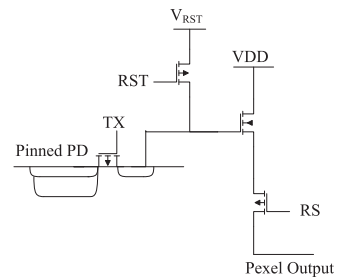 V_RST
VDD
RST
TX
Pinned PD
RS
Pexel Output